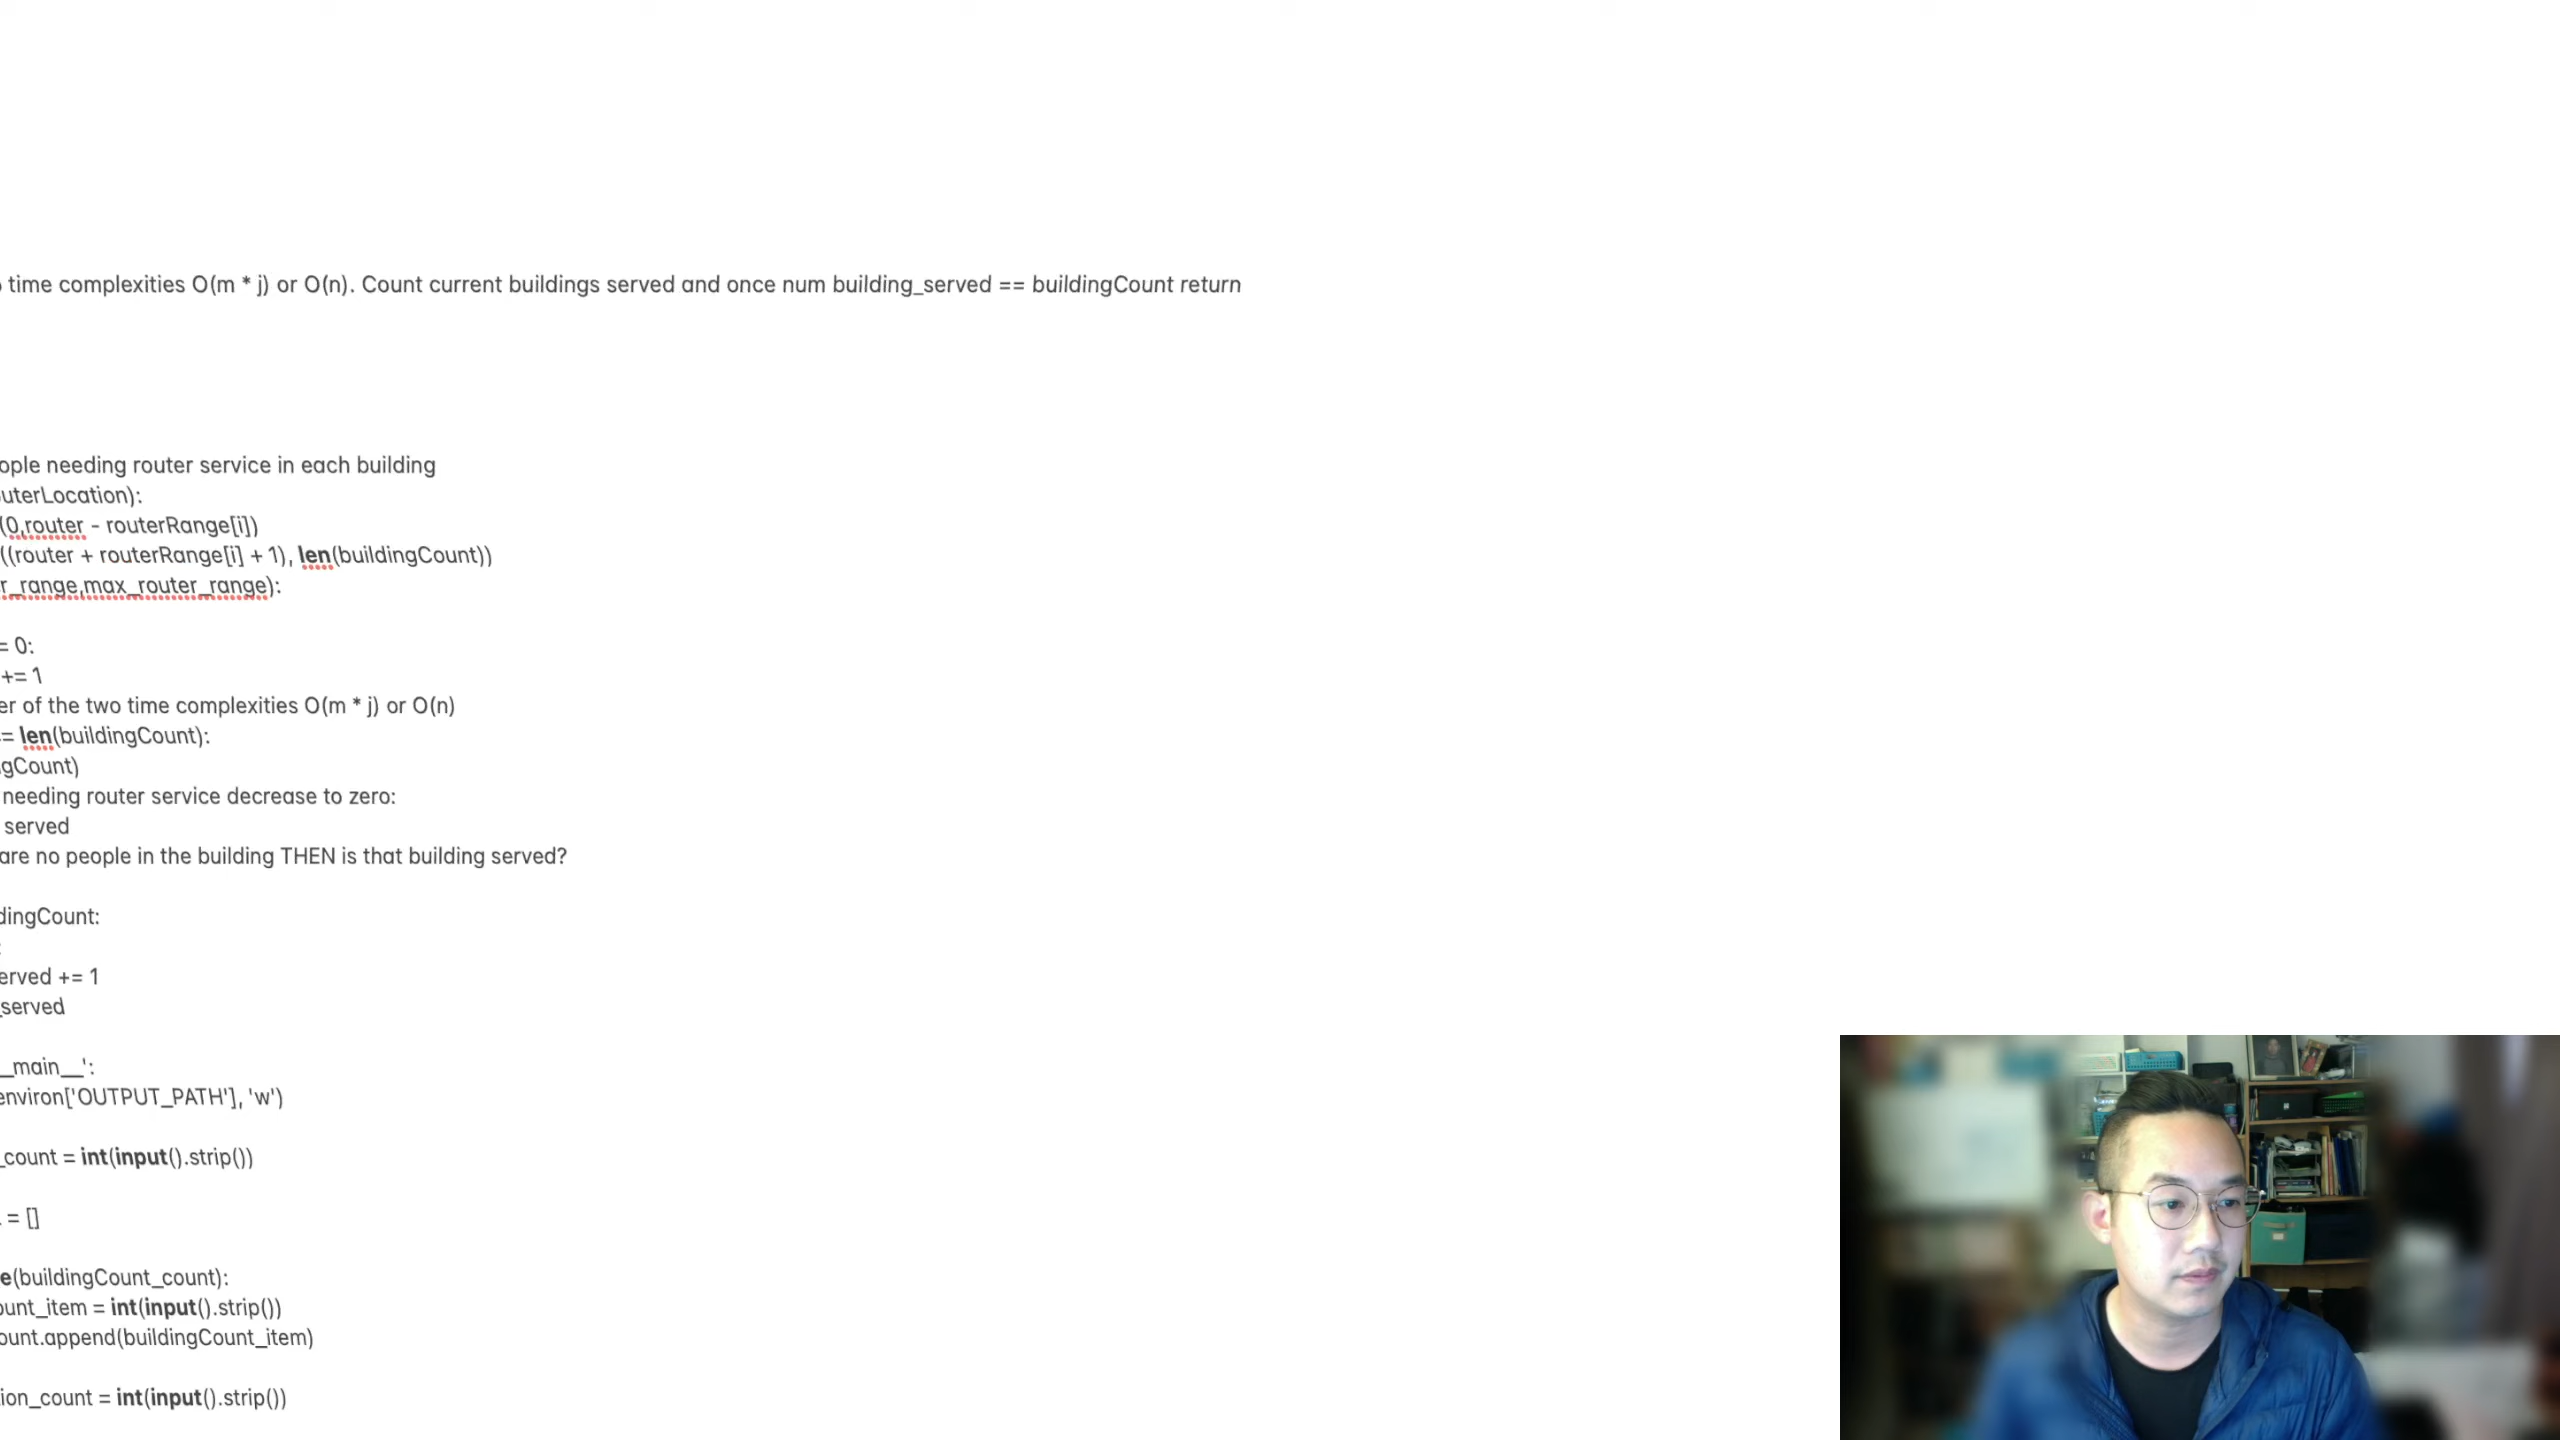 time complexities O(m * j) or O(n). Count current buildings served and once num building_served == buildingCount return
ople needing router service in each building
uterLocation):
(0,router - routerRange[i])
((router + routerRange[i] + 1), len(buildingCount))
r_range,max_router_range):
= 0:
+= 1
er of the two time complexities O(m * j) or O(n)
= len(buildingCount):
gCount)
needing router service decrease to zero:
served
are no people in the building THEN is that building served?
dingCount:
:
erved += 1
_served
__main__':
environ['OUTPUT_PATH'], 'w')
_count = int(input().strip())
= []
e(buildingCount_count):
ount_item = int(input().strip())
ount.append(buildingCount_item)
ion_count = int(input().strip())